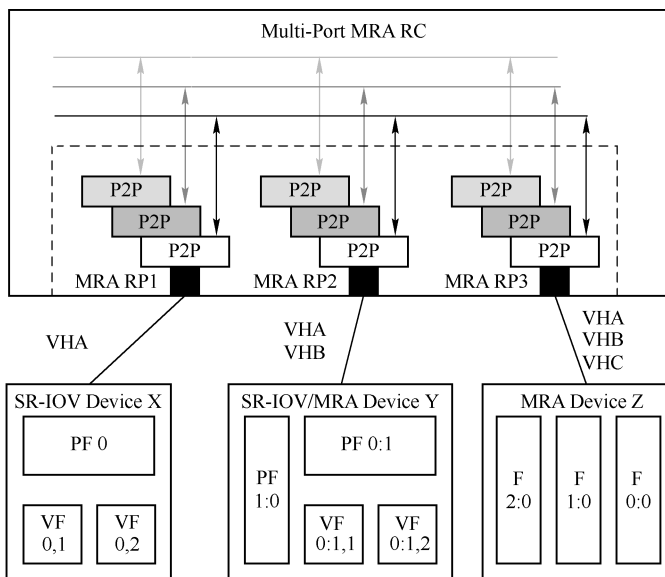 Multi-Port MRA RC
P2P
P2P
P2P
P2P
P2P
P2P
P2P
P2P
P2P
MRA RP1
MRA RP2
MRA RP3
VHA
VHA
VHB
VHA
VHB
VHC
SR-IOV Device X
PF 0
VF
0,1
VF
0,2
SR-IOV/MRA Device Y
PF
1:0
PF 0:1
VF
0:1,1
VF
0:1,2
MRA Device Z
F
2:0
F
1:0
F
0:0